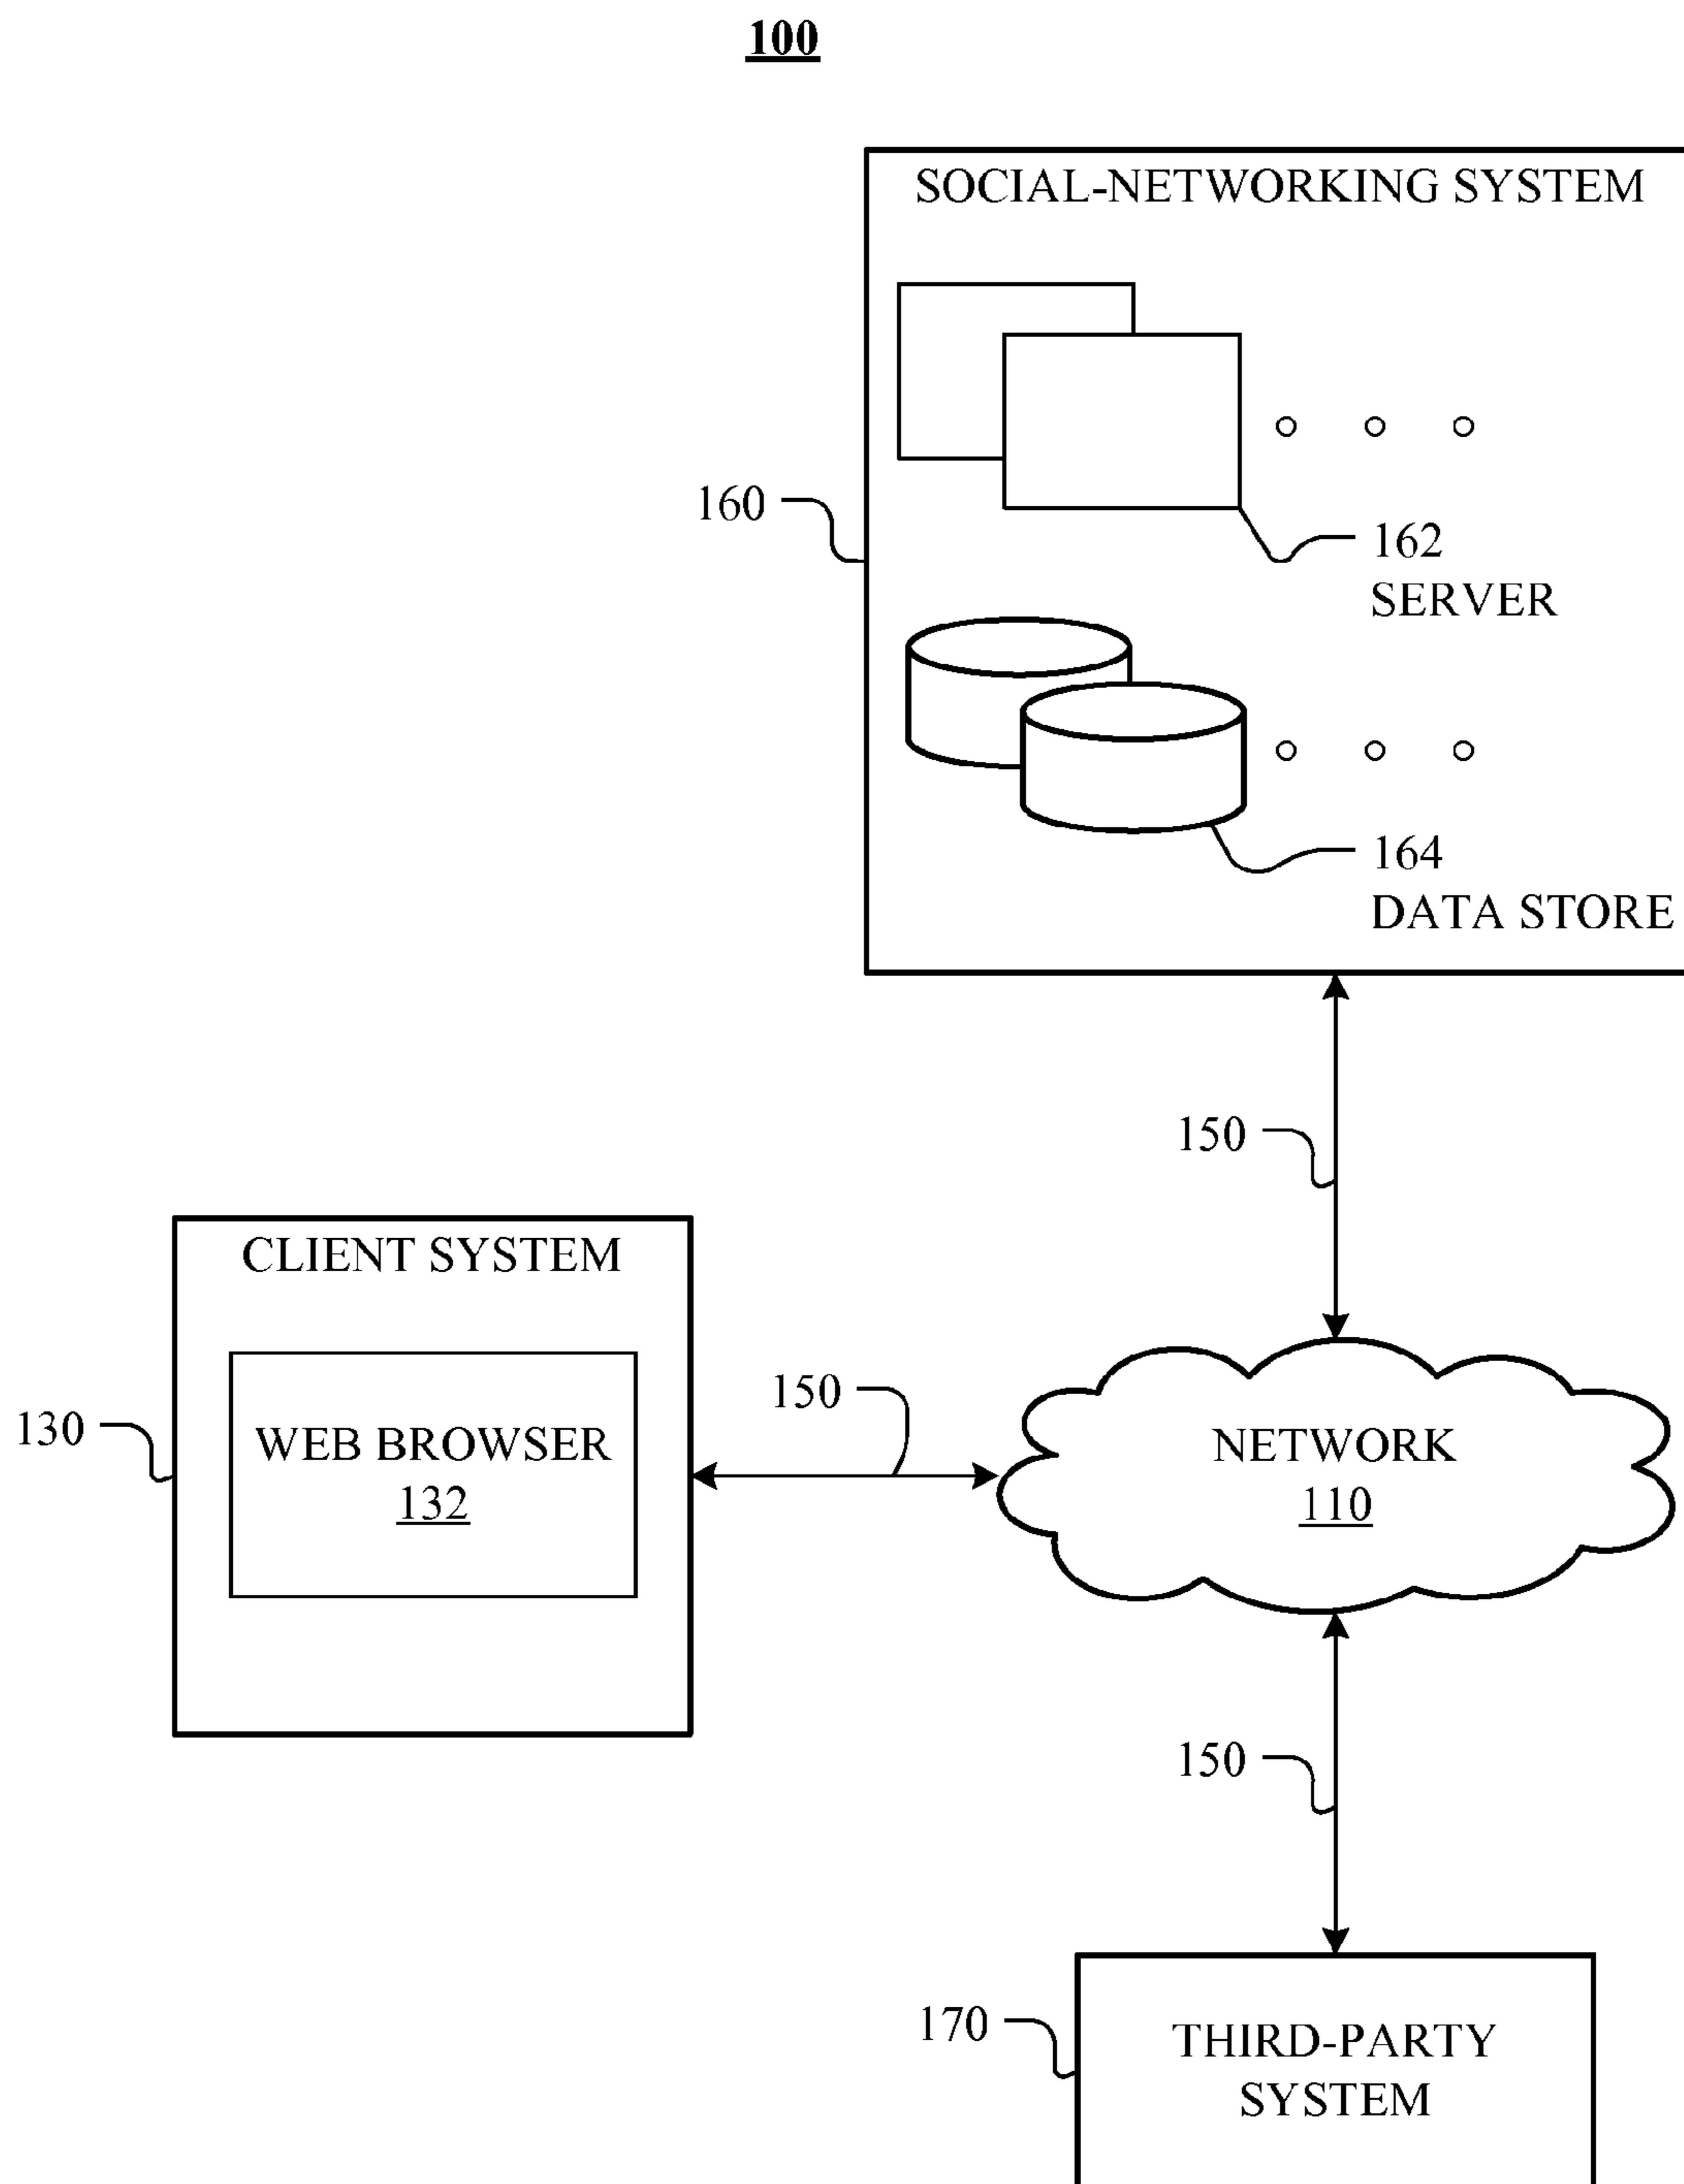 100
SOCIAL-NETWORKING SYSTEM
160
162
SERVER
164
DATA STORE
150
CLIENT SYSTEM
130
WEB BROWSER
132
150
NETWORK
110
150
170
THIRD-PARTY
SYSTEM